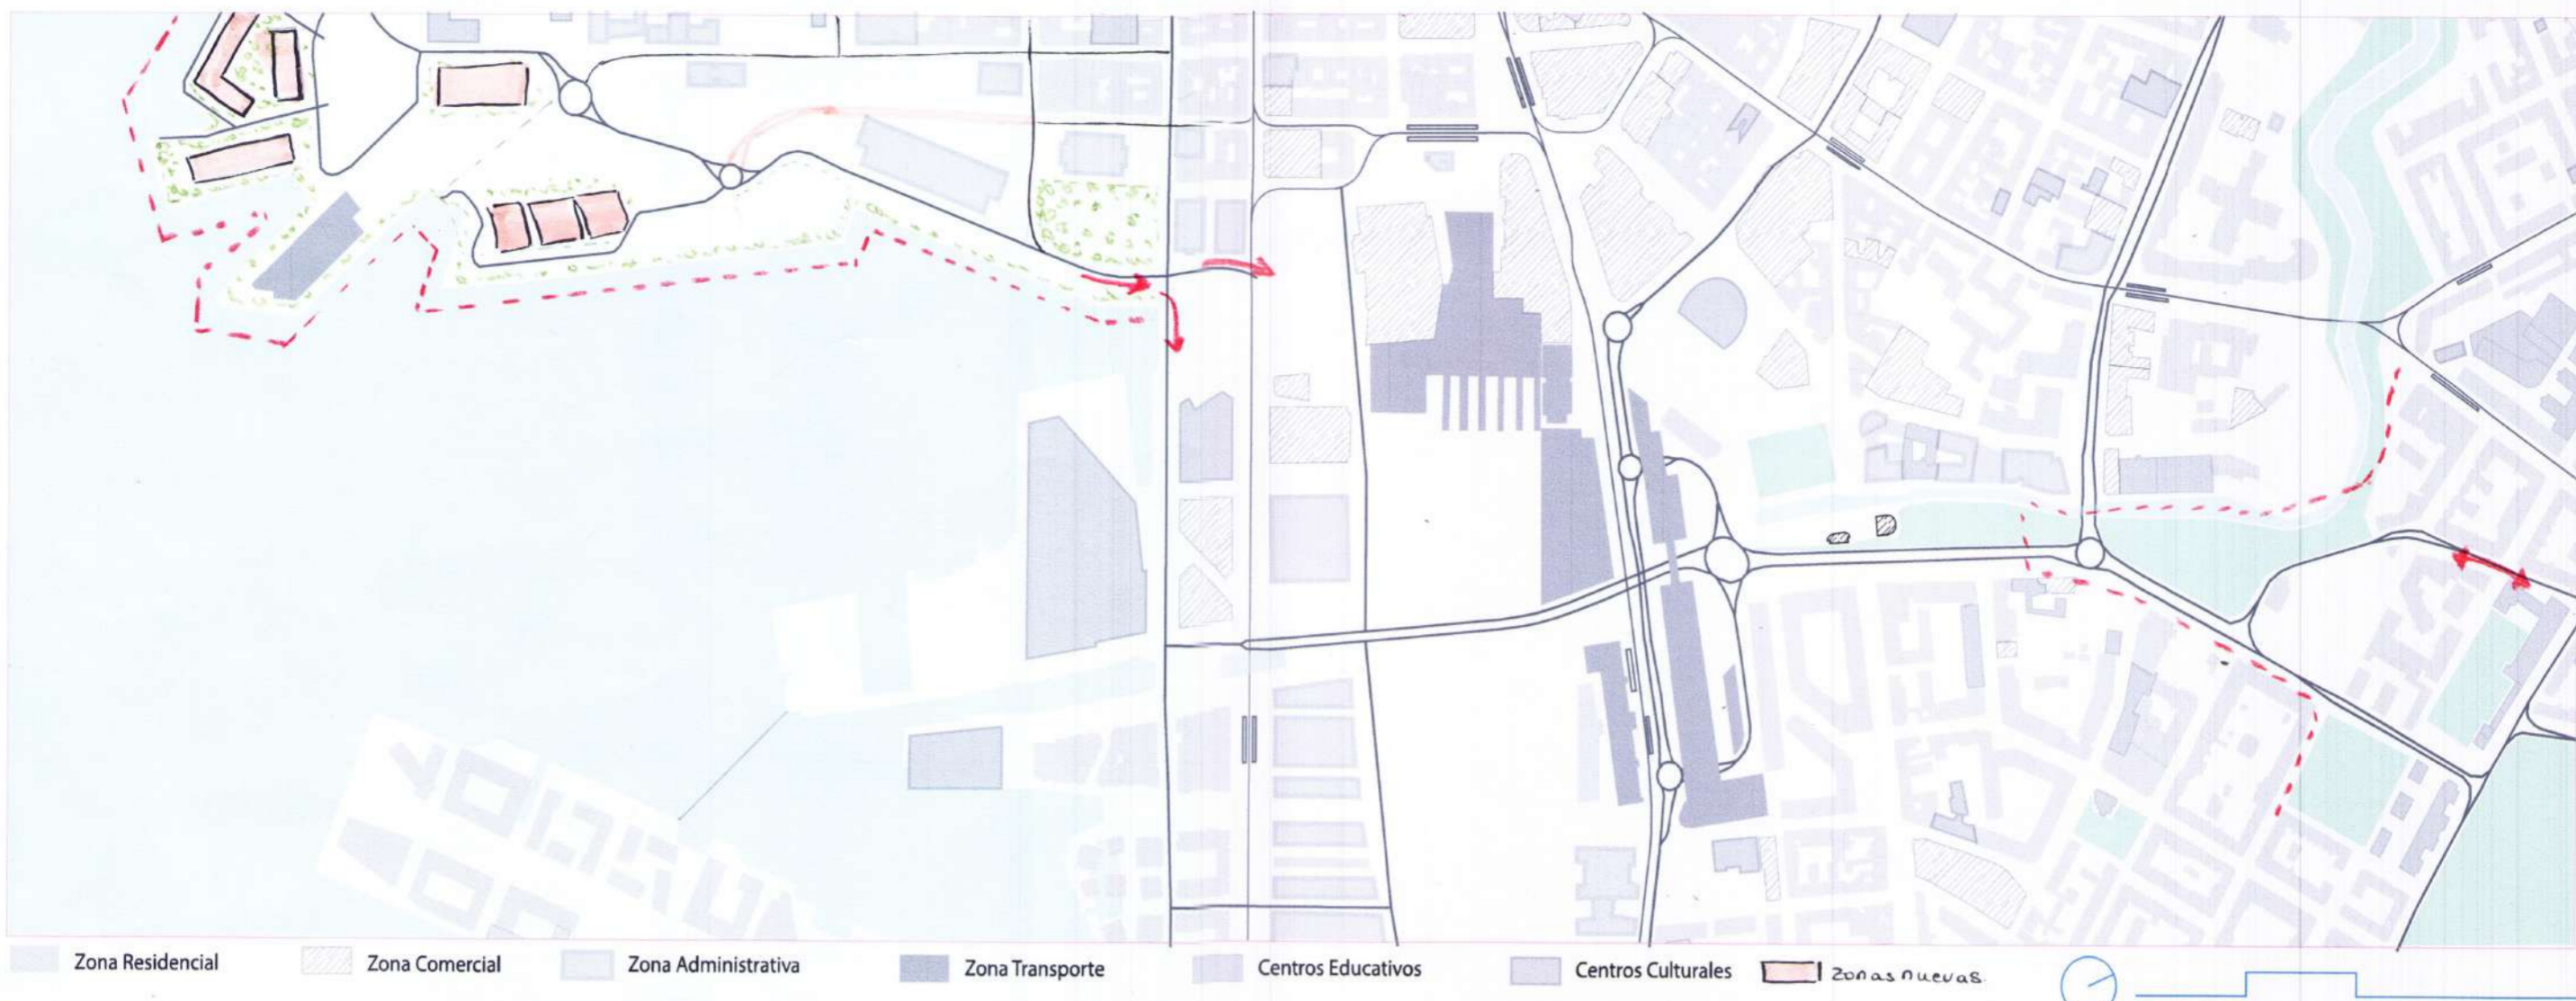 Zona Residencial
Zona Comercial
Zona Administrativa
Zona Transporte
Centros Educativos
Centros Culturales
zonas nuevas.